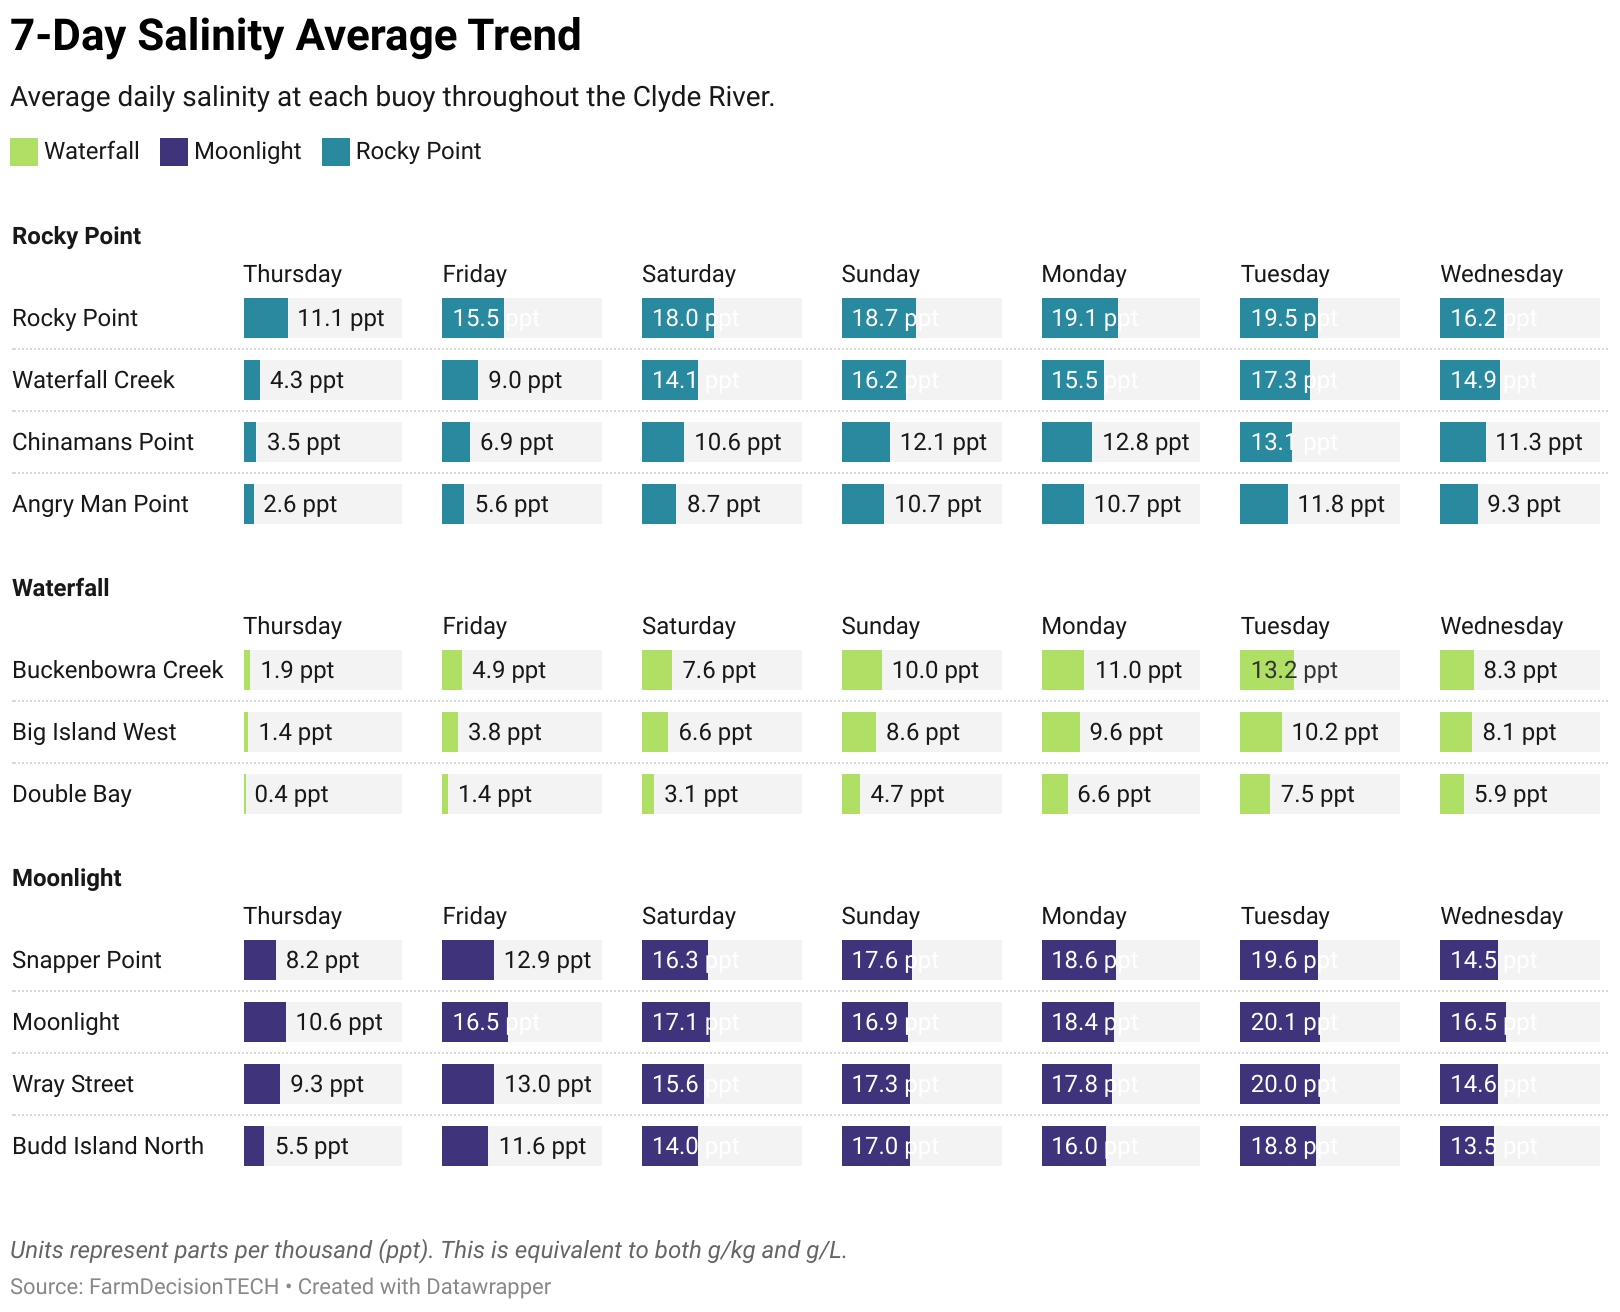 7-Day Salinity Average Trend
Average daily salinity at each buoy throughout the Clyde River.
Waterfall Moonlight Rocky Point
Rocky Point
Thursday Friday Saturday Sunday Monday Tuesday Wednesday
Rocky Point 11.1 ppt 15.5 ppt 18.0 ppt 18.7 ppt 19.1 ppt 19.5 ppt 16.2 ppt
Waterfall Creek 4.3 ppt 9.0 ppt 14.1 ppt 16.2 ppt 15.5 ppt 17.3 ppt 14.9 ppt
Chinamans Point 3.5 ppt 6.9 ppt 10.6 ppt 12.1 ppt 12.8 ppt 13.1 ppt 11.3 ppt
Angry Man Point 2.6 ppt 5.6 ppt 8.7 ppt 10.7 ppt 10.7 ppt 11.8 ppt 9.3 ppt
Waterfall
Thursday Friday Saturday Sunday Monday Tuesday Wednesday
Buckenbowra Creek 1.9 ppt 4.9 ppt 7.6 ppt 10.0 ppt 11.0 ppt 13.2 ppt 8.3 ppt
Big Island West 1.4 ppt 3.8 ppt 6.6 ppt 8.6 ppt 9.6 ppt 10.2 ppt 8.1 ppt
Double Bay 0.4 ppt 1.4 ppt 3.1 ppt 4.7 ppt 6.6 ppt 7.5 ppt 5.9 ppt
Moonlight
Thursday Friday Saturday Sunday Monday Tuesday Wednesday
Snapper Point 8.2 ppt 12.9 ppt 16.3 ppt 17.6 ppt 18.6 ppt 19.6 ppt 14.5 ppt
Moonlight 10.6 ppt 16.5 ppt 17.1 ppt 16.9 ppt 18.4 ppt 20.1 ppt 16.5 ppt
Wray Street 9.3 ppt 13.0 ppt 15.6 ppt 17.3 ppt 17.8 ppt 20.0 ppt 14.6 ppt
Budd Island North 5.5 ppt 11.6 ppt 14.0 ppt 17.0 ppt 16.0 ppt 18.8 ppt 13.5 ppt
Units represent parts per thousand (ppt). This is equivalent to both g/kg and g/L.
Source: FarmDecisionTECH • Created with Datawrapper